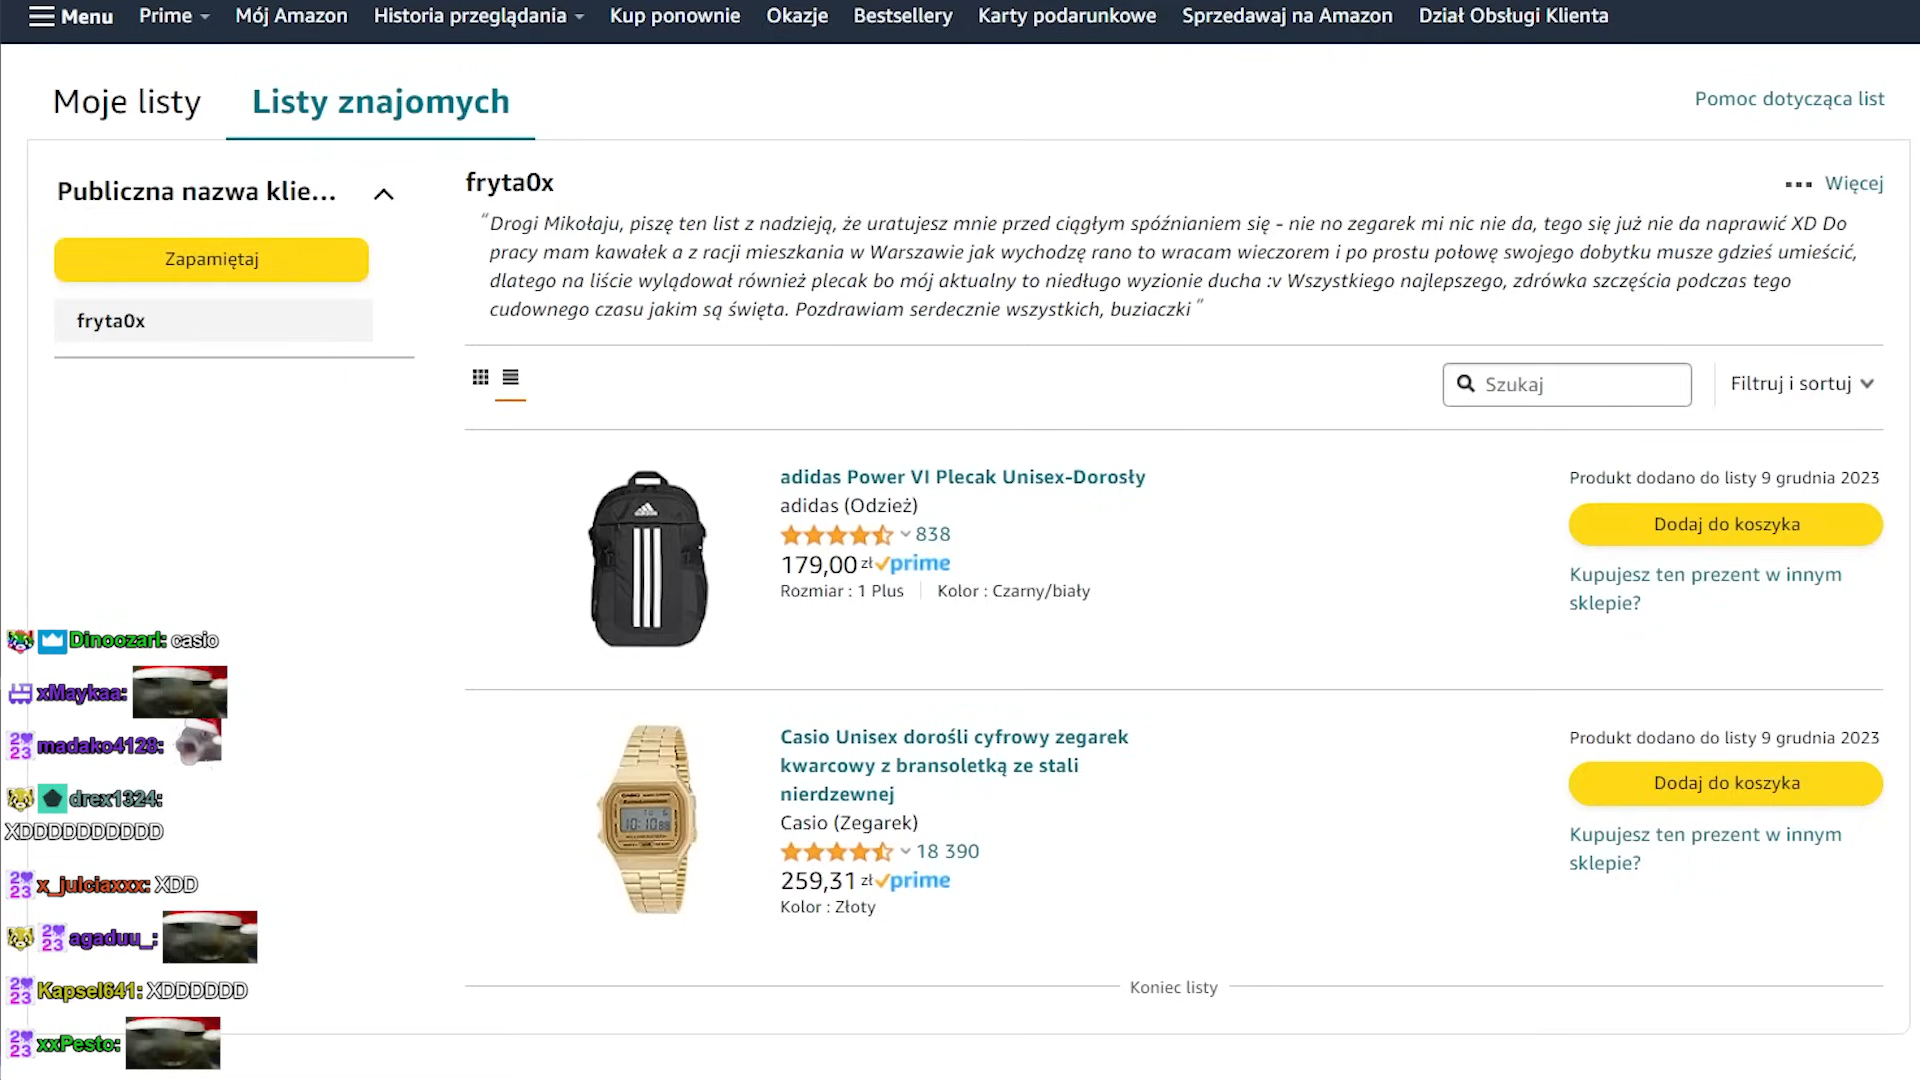 Menu
Prime
Mój Amazon
Historia przeglądania
Kup ponownie
Okazje
Bestsellery
Karty podarunkowe
Sprzedawaj na Amazon
Dział Obsługi Klienta
Moje listy
Listy znajomych
Pomoc dotycząca list
Publiczna nazwa klie...
Zapamiętaj
fryta0x
fryta0x
Więcej
"Drogi Mikołaju, piszę ten list z nadzieją, że uratujesz mnie przed ciągłym spóźnianiem się - nie no zegarek mi nic nie da, tego się już nie da naprawić XD Do
pracy mam kawałek a z racji mieszkania w Warszawie jak wychodzę rano to wracam wieczorem i po prostu połowę swojego dobytku musze gdzieś umieścić,
dlatego na liście wylądował również plecak bo mój aktualny to niedługo wyzionie ducha :v Wszystkiego najlepszego, zdrówka szczęścia podczas tego
cudownego czasu jakim są święta. Pozdrawiam serdecznie wszystkich, buziaczki"
Szukaj
Filtruj i sortuj
adidas Power VI Plecak Unisex-Dorosły
adidas (Odzież)
838
179,00 zł prime
Rozmiar : 1 Plus
Kolor : Czarny/biały
Produkt dodano do listy 9 grudnia 2023
Dodaj do koszyka
Kupujesz ten prezent w innym
sklepie?
adidas
Casio Unisex dorośli cyfrowy zegarek
kwarcowy z bransoletką ze stali
nierdzewnej
Casio (Zegarek)
18 390
259,31 zł prime
Kolor : Złoty
Produkt dodano do listy 9 grudnia 2023
Dodaj do koszyka
Kupujesz ten prezent w innym
sklepie?
CASIO
Koniec listy
Dinoozarl: casio
xMaykaa:
2023 madako4128:
drex1324:
XDDDDDDDDDD
2023 x_julciaxxx: XDD
2023 agaduu_:
2023 Kapsel641: XDDDDDD
2023 xxPesto: